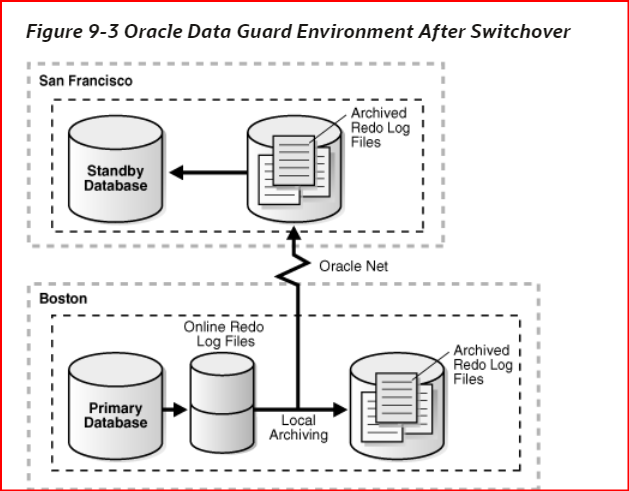 Figure 9-3 Oracle Data Guard Environment After Switchover
San Francisco
Archived
Redo Log
Files
Standby
Database
Oracle Net
Boston
Online Redo
Log Files
Archived
Redo Log
Files
Primary
Database
Local
Archiving